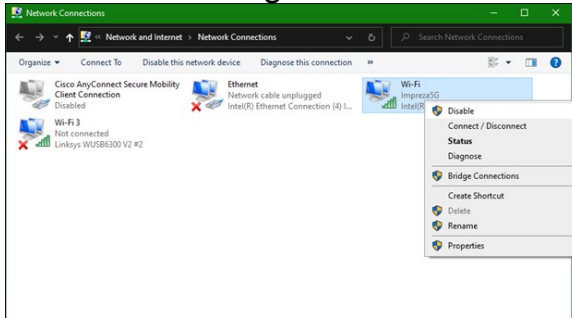 Network Connections
Network and Internet › Network Connections
Search Network Connections
Organize
Connect To
Disable this network device
Diagnose this connection
»
Cisco AnyConnect Secure Mobility
Client Connection
Disabled
Ethernet
Network cable unplugged
Intel(R) Ethernet Connection (4) I...
Wi-Fi
Impreza5G
Intel(R
Wi-Fi 3
Not connected
Linksys WUSB6300 V2 #2
Disable
Connect / Disconnect
Status
Diagnose
Bridge Connections
Create Shortcut
Delete
Rename
Properties